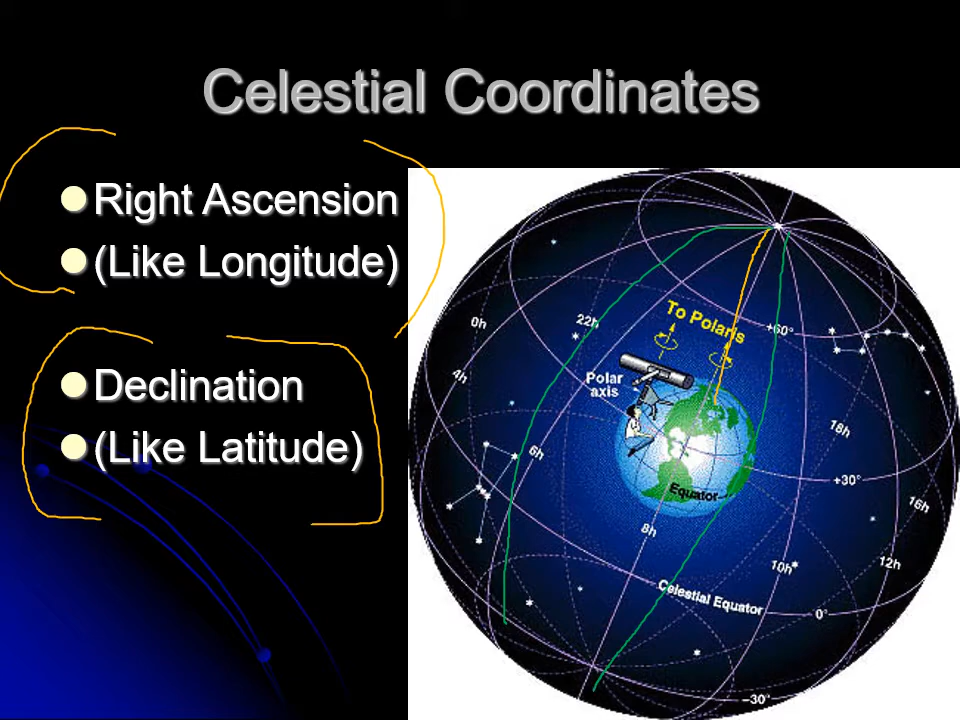 Celestial Coordinates
Right Ascension
(Like Longitude)
Declination
(Like Latitude)
To Polaris
+60°
0h
22h
4h
Polar
axis
18h
6h
+30°
Equator
16h
8h
10h
12h
Celestial Equator
0°
-30°